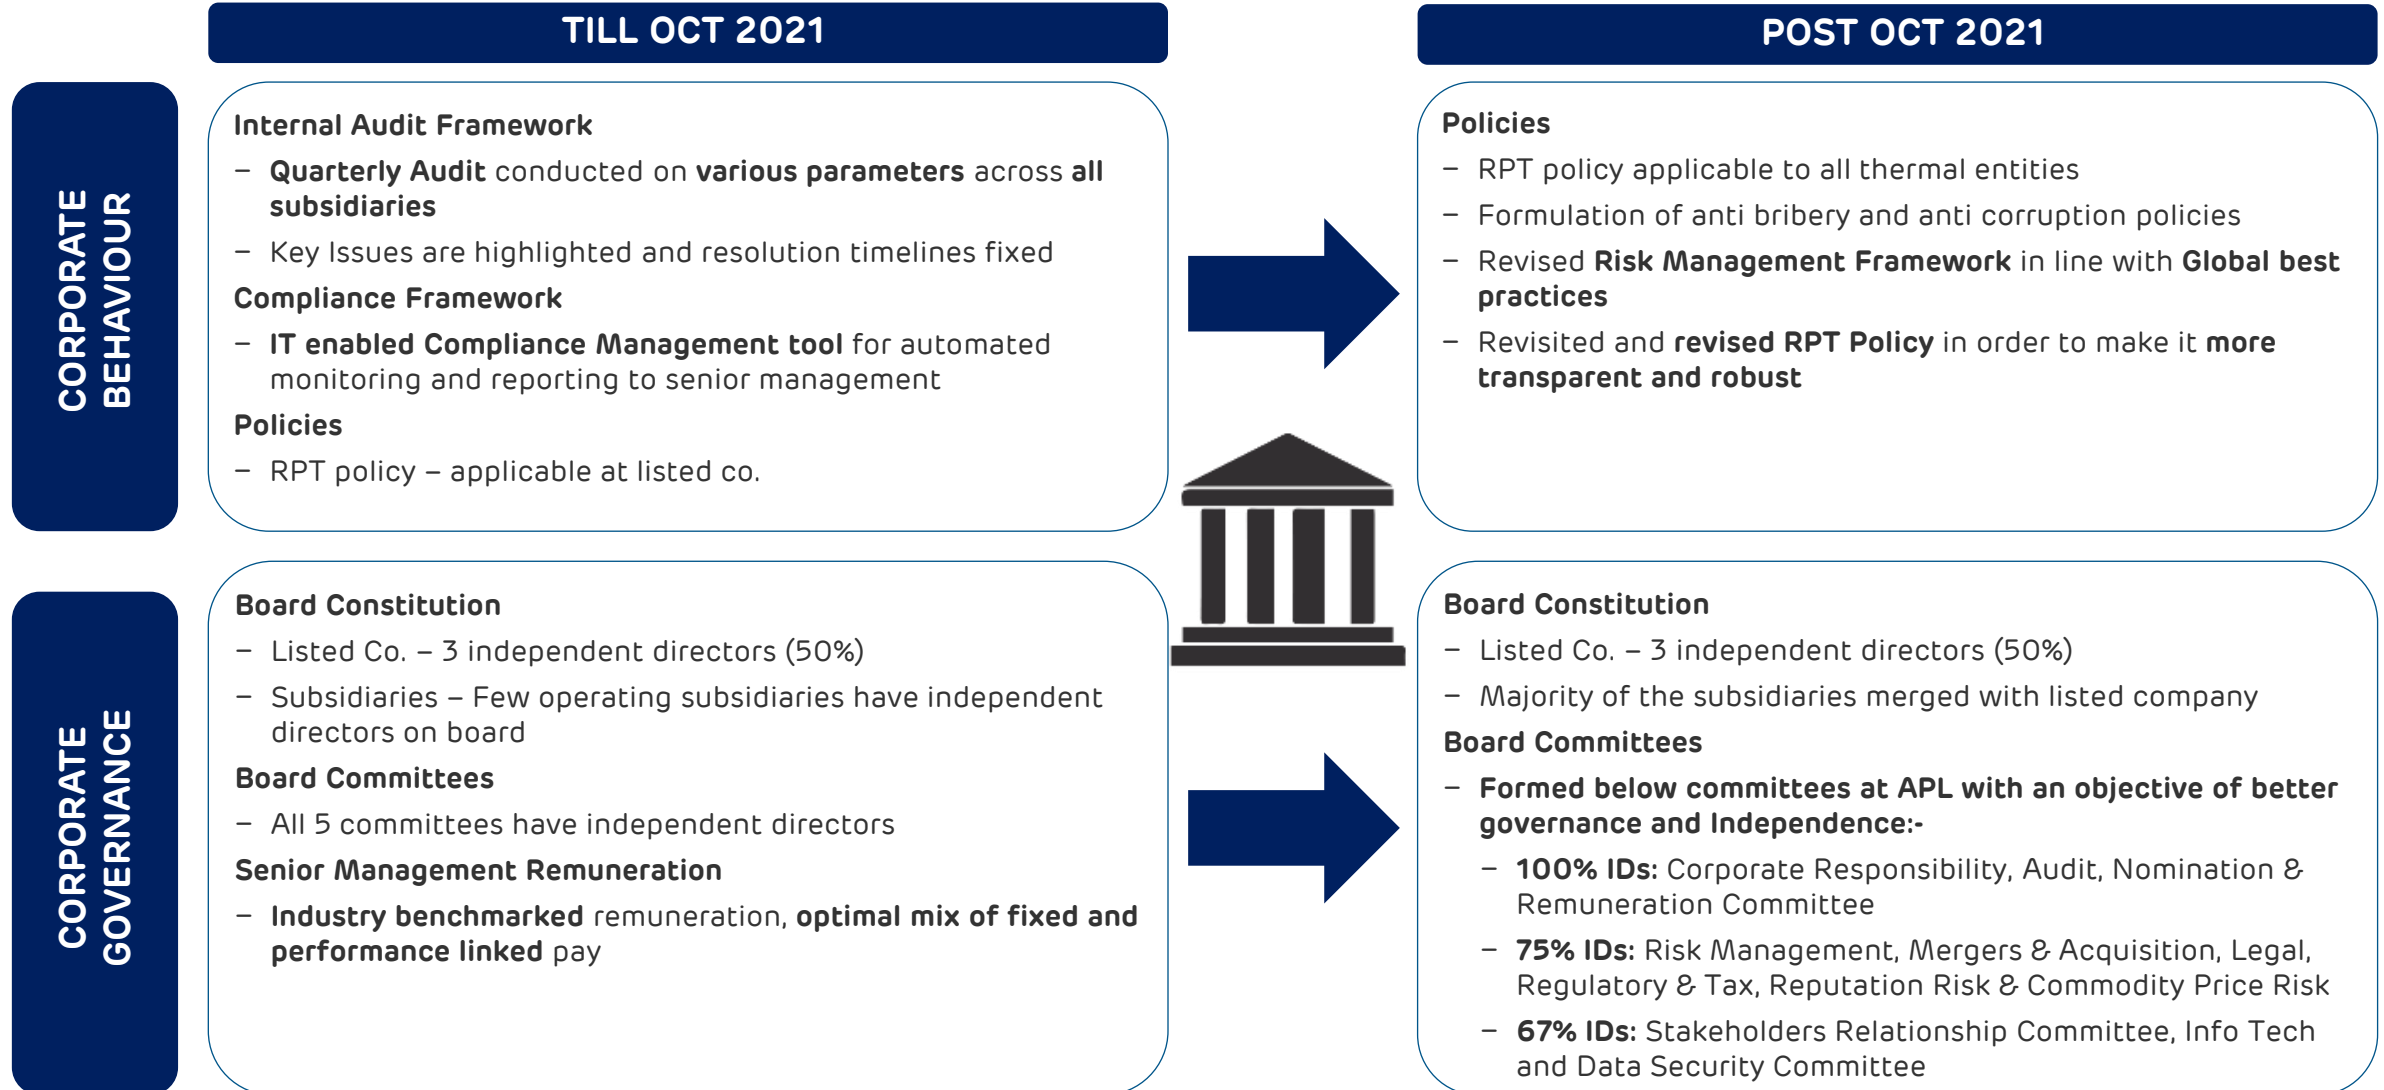 TILL OCT 2021
POST OCT 2021
CORPORATE
BEHAVIOUR
Internal Audit Framework
– Quarterly Audit conducted on various parameters across all
subsidiaries
– Key Issues are highlighted and resolution timelines fixed
Compliance Framework
– IT enabled Compliance Management tool for automated
monitoring and reporting to senior management
Policies
– RPT policy – applicable at listed co.
Policies
– RPT policy applicable to all thermal entities
– Formulation of anti bribery and anti corruption policies
– Revised Risk Management Framework in line with Global best
practices
– Revisited and revised RPT Policy in order to make it more
transparent and robust
CORPORATE
GOVERNANCE
Board Constitution
– Listed Co. – 3 independent directors (50%)
– Subsidiaries – Few operating subsidiaries have independent
directors on board
Board Committees
– All 5 committees have independent directors
Senior Management Remuneration
– Industry benchmarked remuneration, optimal mix of fixed and
performance linked pay
Board Constitution
– Listed Co. – 3 independent directors (50%)
– Majority of the subsidiaries merged with listed company
Board Committees
– Formed below committees at APL with an objective of better
governance and Independence:-
– 100% IDs: Corporate Responsibility, Audit, Nomination &
Remuneration Committee
– 75% IDs: Risk Management, Mergers & Acquisition, Legal,
Regulatory & Tax, Reputation Risk & Commodity Price Risk
– 67% IDs: Stakeholders Relationship Committee, Info Tech
and Data Security Committee